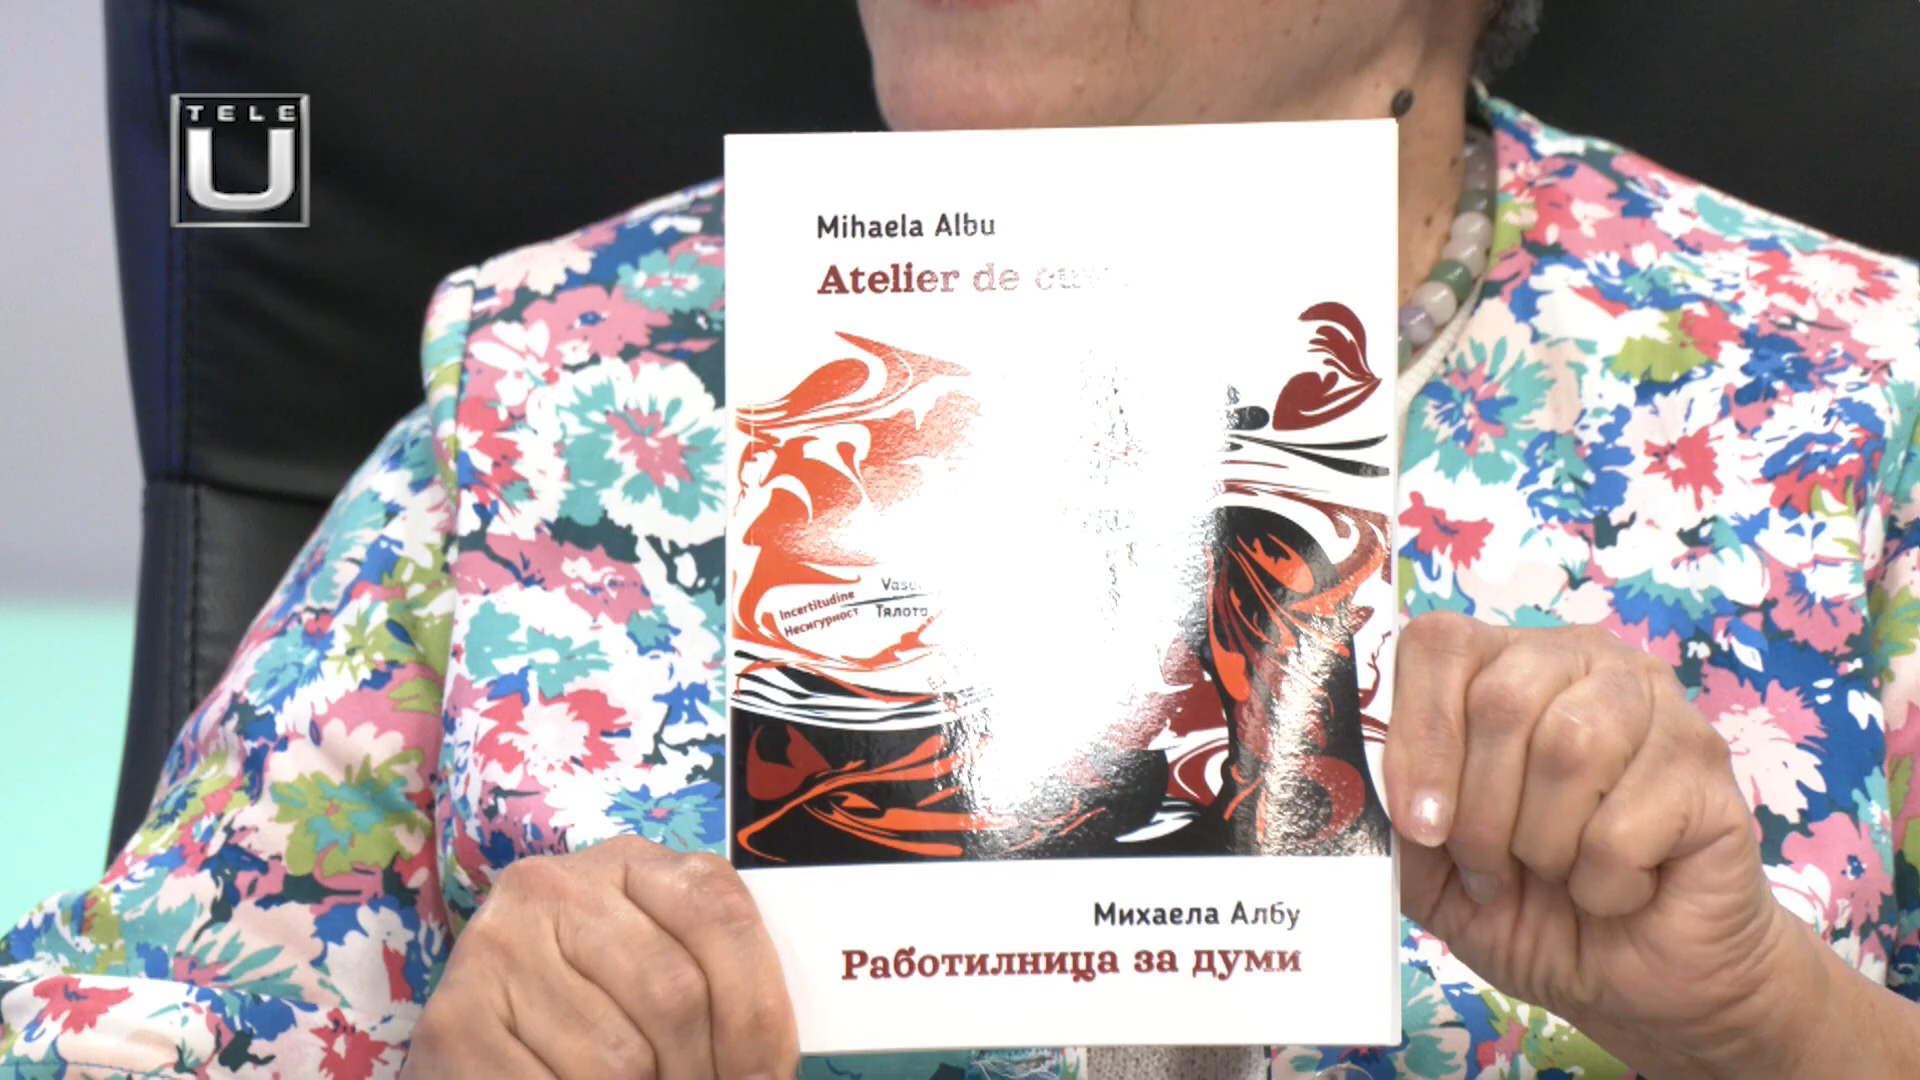 TELE
U
Mihaela Albu
Atelier de
Incertitudine
Несигурност
Тялото
Михаела Албу
Работилница за думи